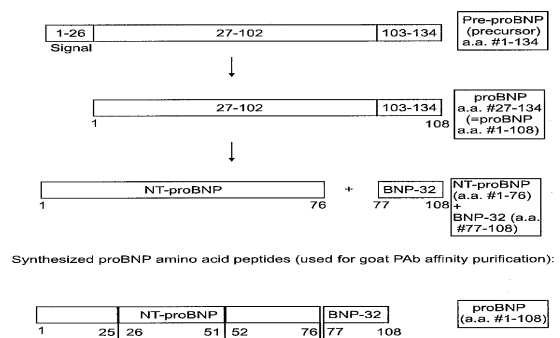 1-26 27-102 103-134
Signal
Pre-proBNP
(precursor)
a.a. #1-134
27-102 103-134
1 108
proBNP
a.a. #27-134
(=proBNP
a.a. #1-108)
NT-proBNP + BNP-32
1 76 77 108
NT-proBNP
(a.a. #1-76)
+
BNP-32 (a.a.
#77-108)
Synthesized proBNP amino acid peptides (used for goat PAb affinity purification):
NT-proBNP BNP-32
1 25 26 51 52 76 77 108
proBNP
(a.a. #1-108)